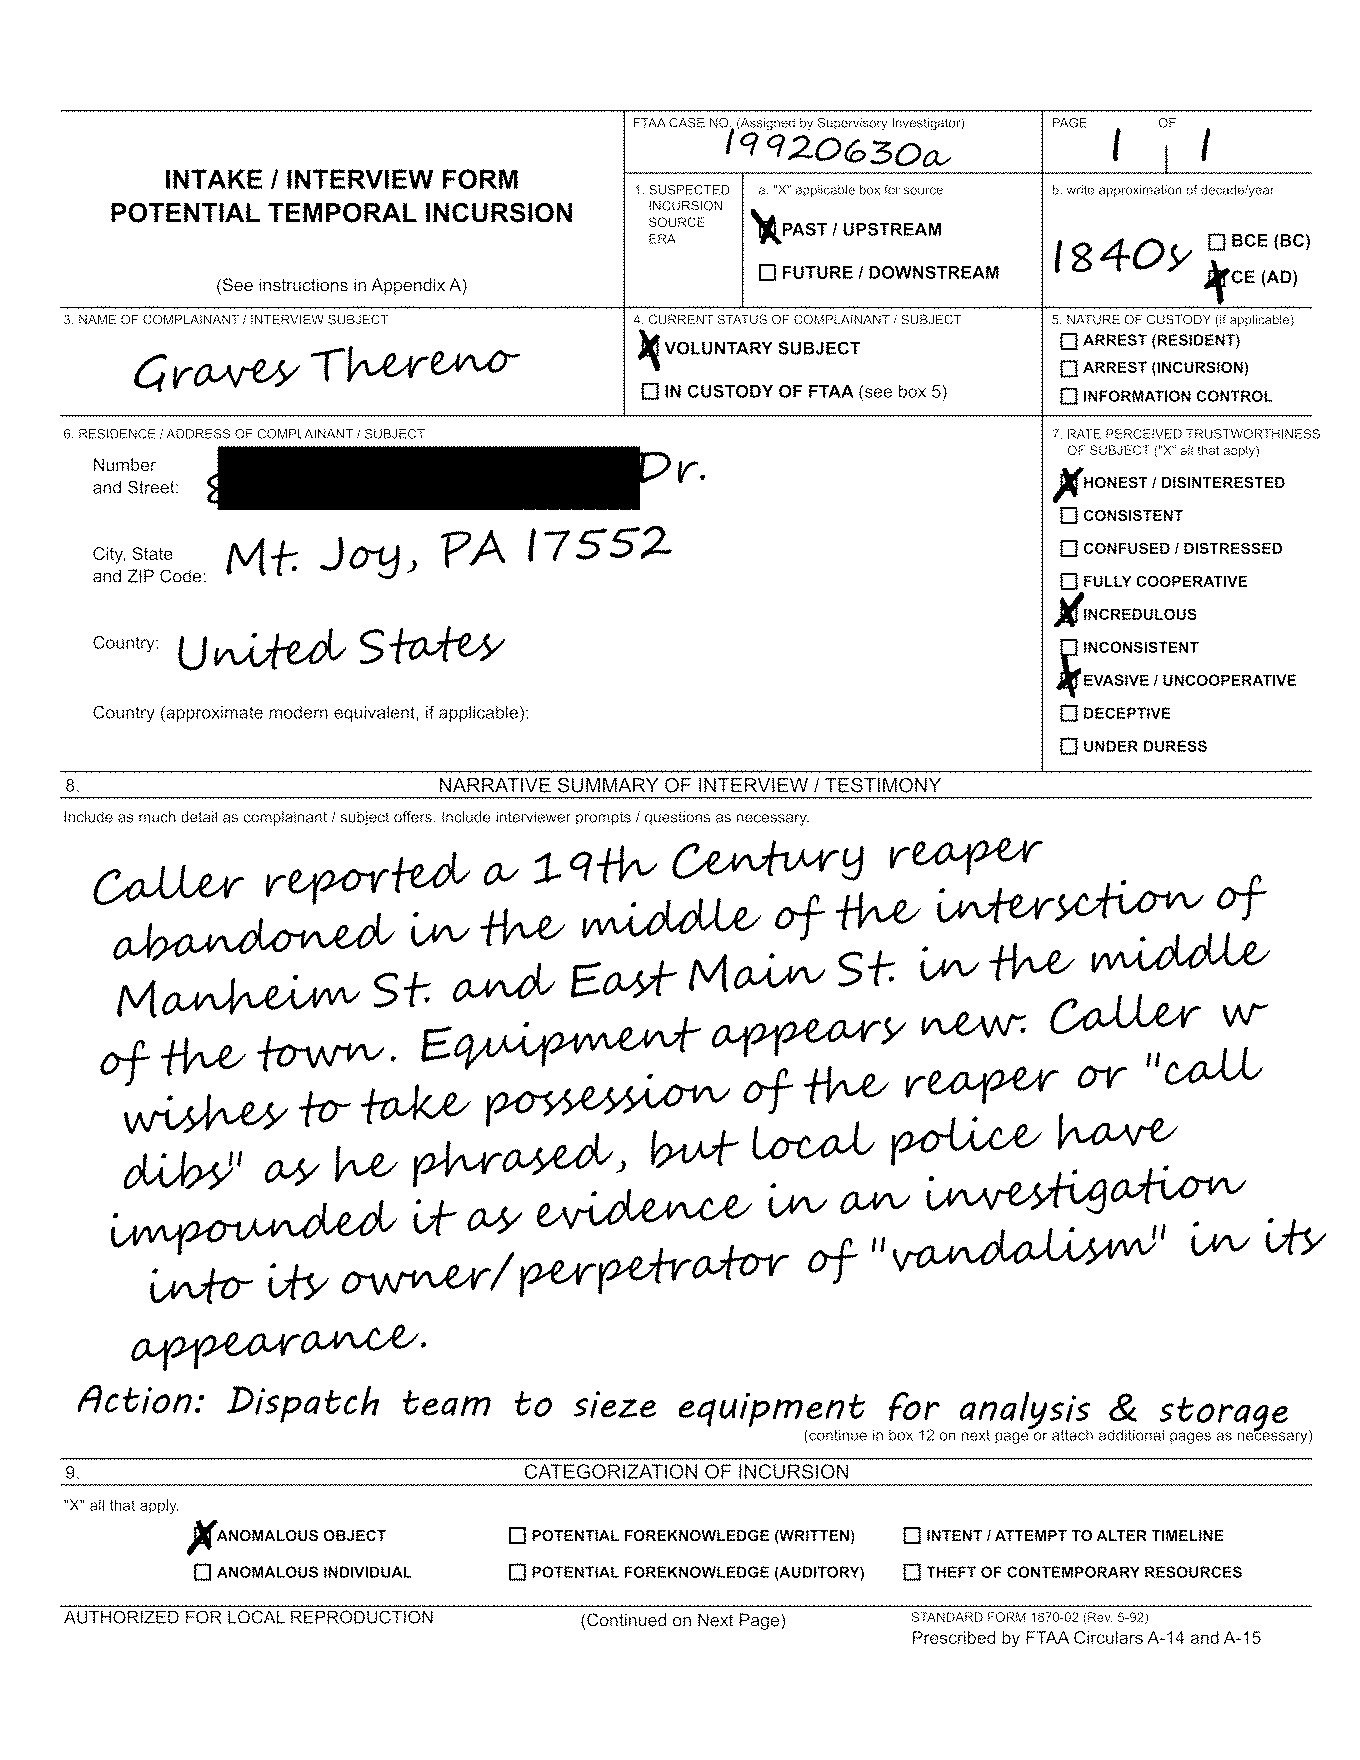 INTAKE / INTERVIEW FORM
POTENTIAL TEMPORAL INCURSION
(See instructions in Appendix A)
FTAA CASE NO. (Assigned by Supervisory Investigator)
19920630a
PAGE OF
1 1
1. SUSPECTED
INCURSION
SOURCE
ERA
a. "X" applicable box for source
PAST / UPSTREAM
FUTURE / DOWNSTREAM
b. write approximation of decade/year
1840s
BCE (BC)
CE (AD)
3. NAME OF COMPLAINANT / INTERVIEW SUBJECT
Graves Thereno
4. CURRENT STATUS OF COMPLAINANT / SUBJECT
VOLUNTARY SUBJECT
IN CUSTODY OF FTAA (see box 5)
5. NATURE OF CUSTODY (if applicable)
ARREST (RESIDENT)
ARREST (INCURSION)
INFORMATION CONTROL
6. RESIDENCE / ADDRESS OF COMPLAINANT / SUBJECT
Number
and Street:
Dr.
City, State
and ZIP Code:
Mt. Joy, PA 17552
Country:
United States
Country (approximate modern equivalent, if applicable):
7. RATE PERCEIVED TRUSTWORTHINESS
OF SUBJECT ("X" all that apply)
HONEST / DISINTERESTED
CONSISTENT
CONFUSED / DISTRESSED
FULLY COOPERATIVE
INCREDULOUS
INCONSISTENT
EVASIVE / UNCOOPERATIVE
DECEPTIVE
UNDER DURESS
8. NARRATIVE SUMMARY OF INTERVIEW / TESTIMONY
Include as much detail as complainant / subject offers. Include interviewer prompts / questions as necessary.
Caller reported a 19th Century reaper
abandoned in the middle of the intersction of
Manheim St. and East Main St. in the middle
of the town. Equipment appears new. Caller w
wishes to take possession of the reaper or "call
dibs" as he phrased, but local police have
impounded it as evidence in an investigation
into its owner/perpetrator of "vandalism" in its
appearance.
Action: Dispatch team to sieze equipment for analysis & storage
(continue in box 12 on next page or attach additional pages as necessary)
9. CATEGORIZATION OF INCURSION
"X" all that apply.
ANOMALOUS OBJECT
ANOMALOUS INDIVIDUAL
POTENTIAL FOREKNOWLEDGE (WRITTEN)
POTENTIAL FOREKNOWLEDGE (AUDITORY)
INTENT / ATTEMPT TO ALTER TIMELINE
THEFT OF CONTEMPORARY RESOURCES
AUTHORIZED FOR LOCAL REPRODUCTION
(Continued on Next Page)
STANDARD FORM 1870-02 (Rev. 5-92)
Prescribed by FTAA Circulars A-14 and A-15